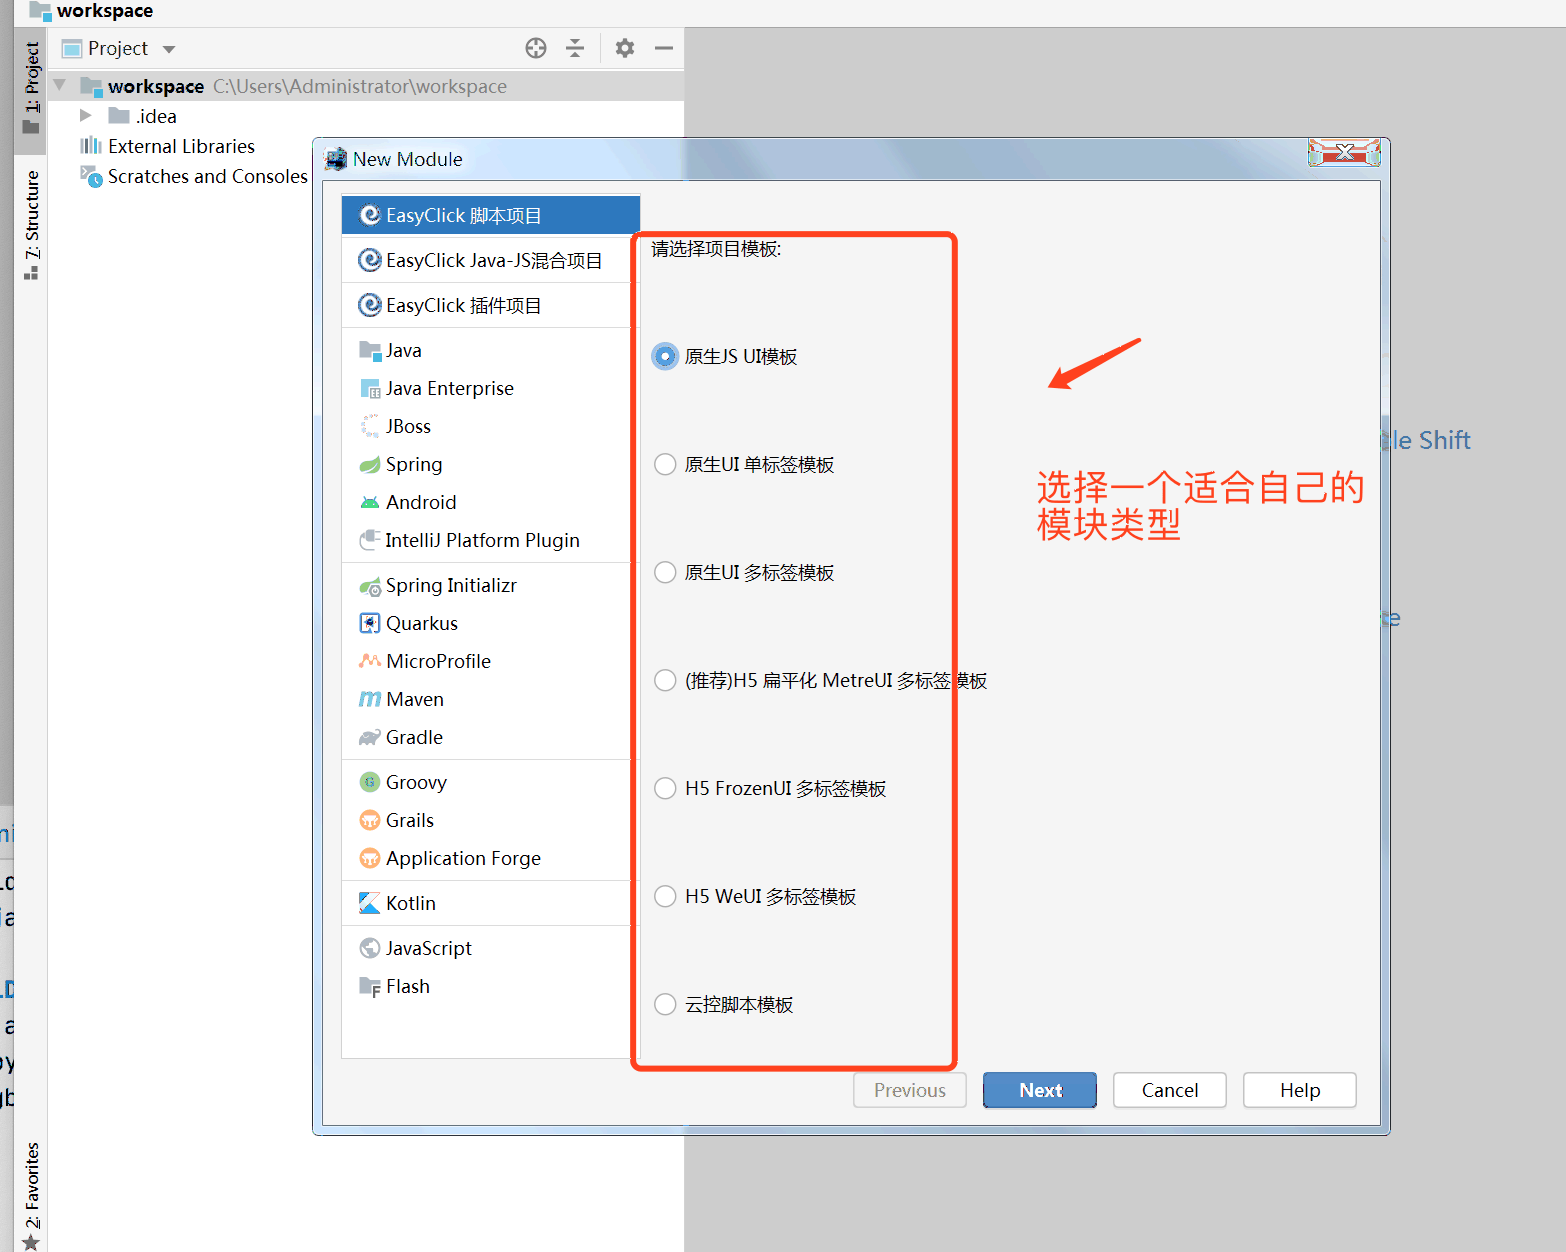 workspace
1: Project
Project
workspace C:\Users\Administrator\workspace
.idea
External Libraries
Scratches and Consoles
7: Structure
New Module
EasyClick 脚本项目
EasyClick Java-JS混合项目
EasyClick 插件项目
Java
Java Enterprise
JBoss
Spring
Android
IntelliJ Platform Plugin
Spring Initializr
Quarkus
MicroProfile
Maven
Gradle
Groovy
Grails
Application Forge
Kotlin
JavaScript
Flash
请选择项目模板:
原生JS UI模板
原生UI 单标签模板
原生UI 多标签模板
(推荐)H5 扁平化 MetreUI 多标签模板
H5 FrozenUI 多标签模板
H5 WeUI 多标签模板
云控脚本模板
选择一个适合自己的
模块类型
le Shift
Previous
Next
Cancel
Help
2: Favorites